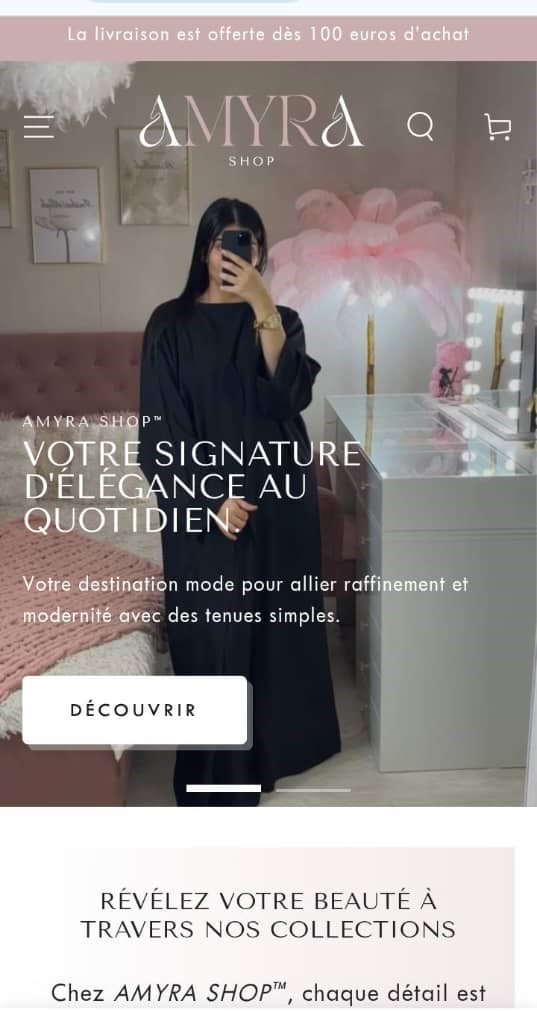 La livraison est offerte dès 100 euros d'achat
AMYRA
SHOP
AMYRA SHOP™
VOTRE SIGNATURE
D'ÉLÉGANCE AU
QUOTIDIEN.
Votre destination mode pour allier raffinement et
modernité avec des tenues simples.
DÉCOUVRIR
RÉVÉLEZ VOTRE BEAUTÉ À
TRAVERS NOS COLLECTIONS
Chez AMYRA SHOP™, chaque détail est